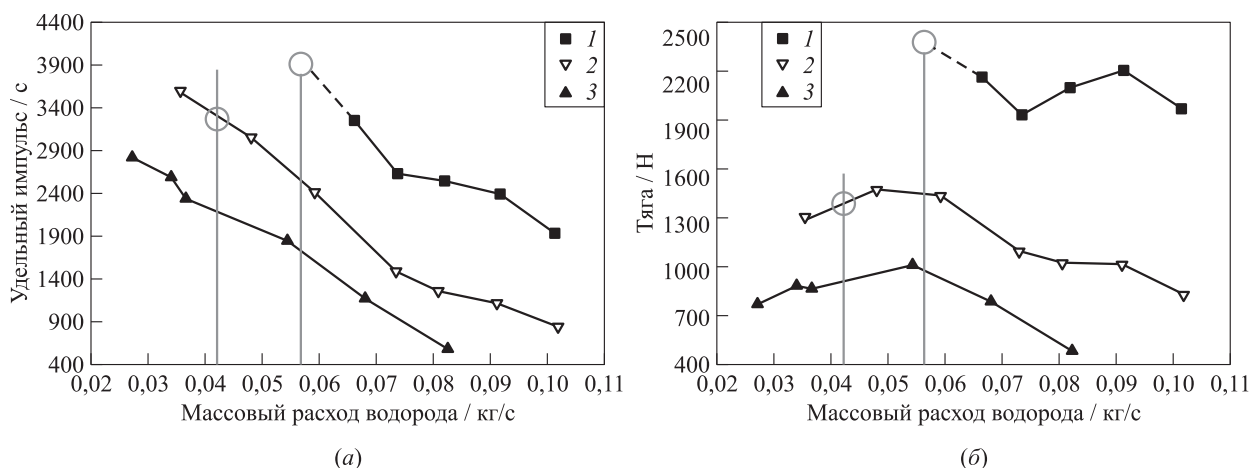 4400
3900
3400
2900
2400
1900
1400
900
400
Удельный импульс / с
1
2
3
0,02 0,03 0,04 0,05 0,06 0,07 0,08 0,09 0,10 0,11
Массовый расход водорода / кг/с
(а)
2500
2200
1900
1600
1300
1000
700
400
Тяга / Н
1
2
3
0,02 0,03 0,04 0,05 0,06 0,07 0,08 0,09 0,10 0,11
Массовый расход водорода / кг/с
(б)